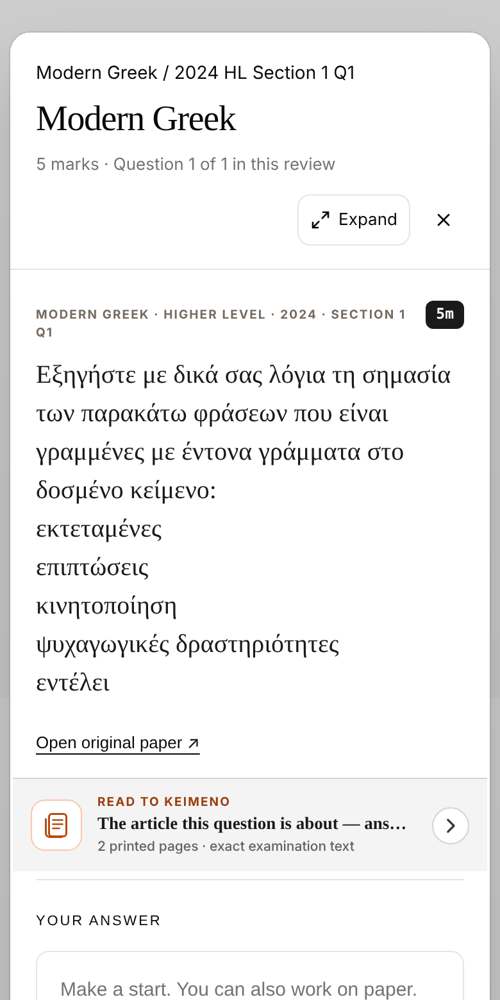 Modern Greek / 2024 HL Section 1 Q1
Modern Greek
5 marks · Question 1 of 1 in this review
Expand
MODERN GREEK · HIGHER LEVEL · 2024 · SECTION 1
Q1
5m
Εξηγήστε με δικά σας λόγια τη σημασία
των παρακάτω φράσεων που είναι
γραμμένες με έντονα γράμματα στο
δοσμένο κείμενο:
εκτεταμένες
επιπτώσεις
κινητοποίηση
ψυχαγωγικές δραστηριότητες
εντέλει
Open original paper ↗
READ TO KEIMENO
The article this question is about — ans…
2 printed pages · exact examination text
YOUR ANSWER
Make a start. You can also work on paper.